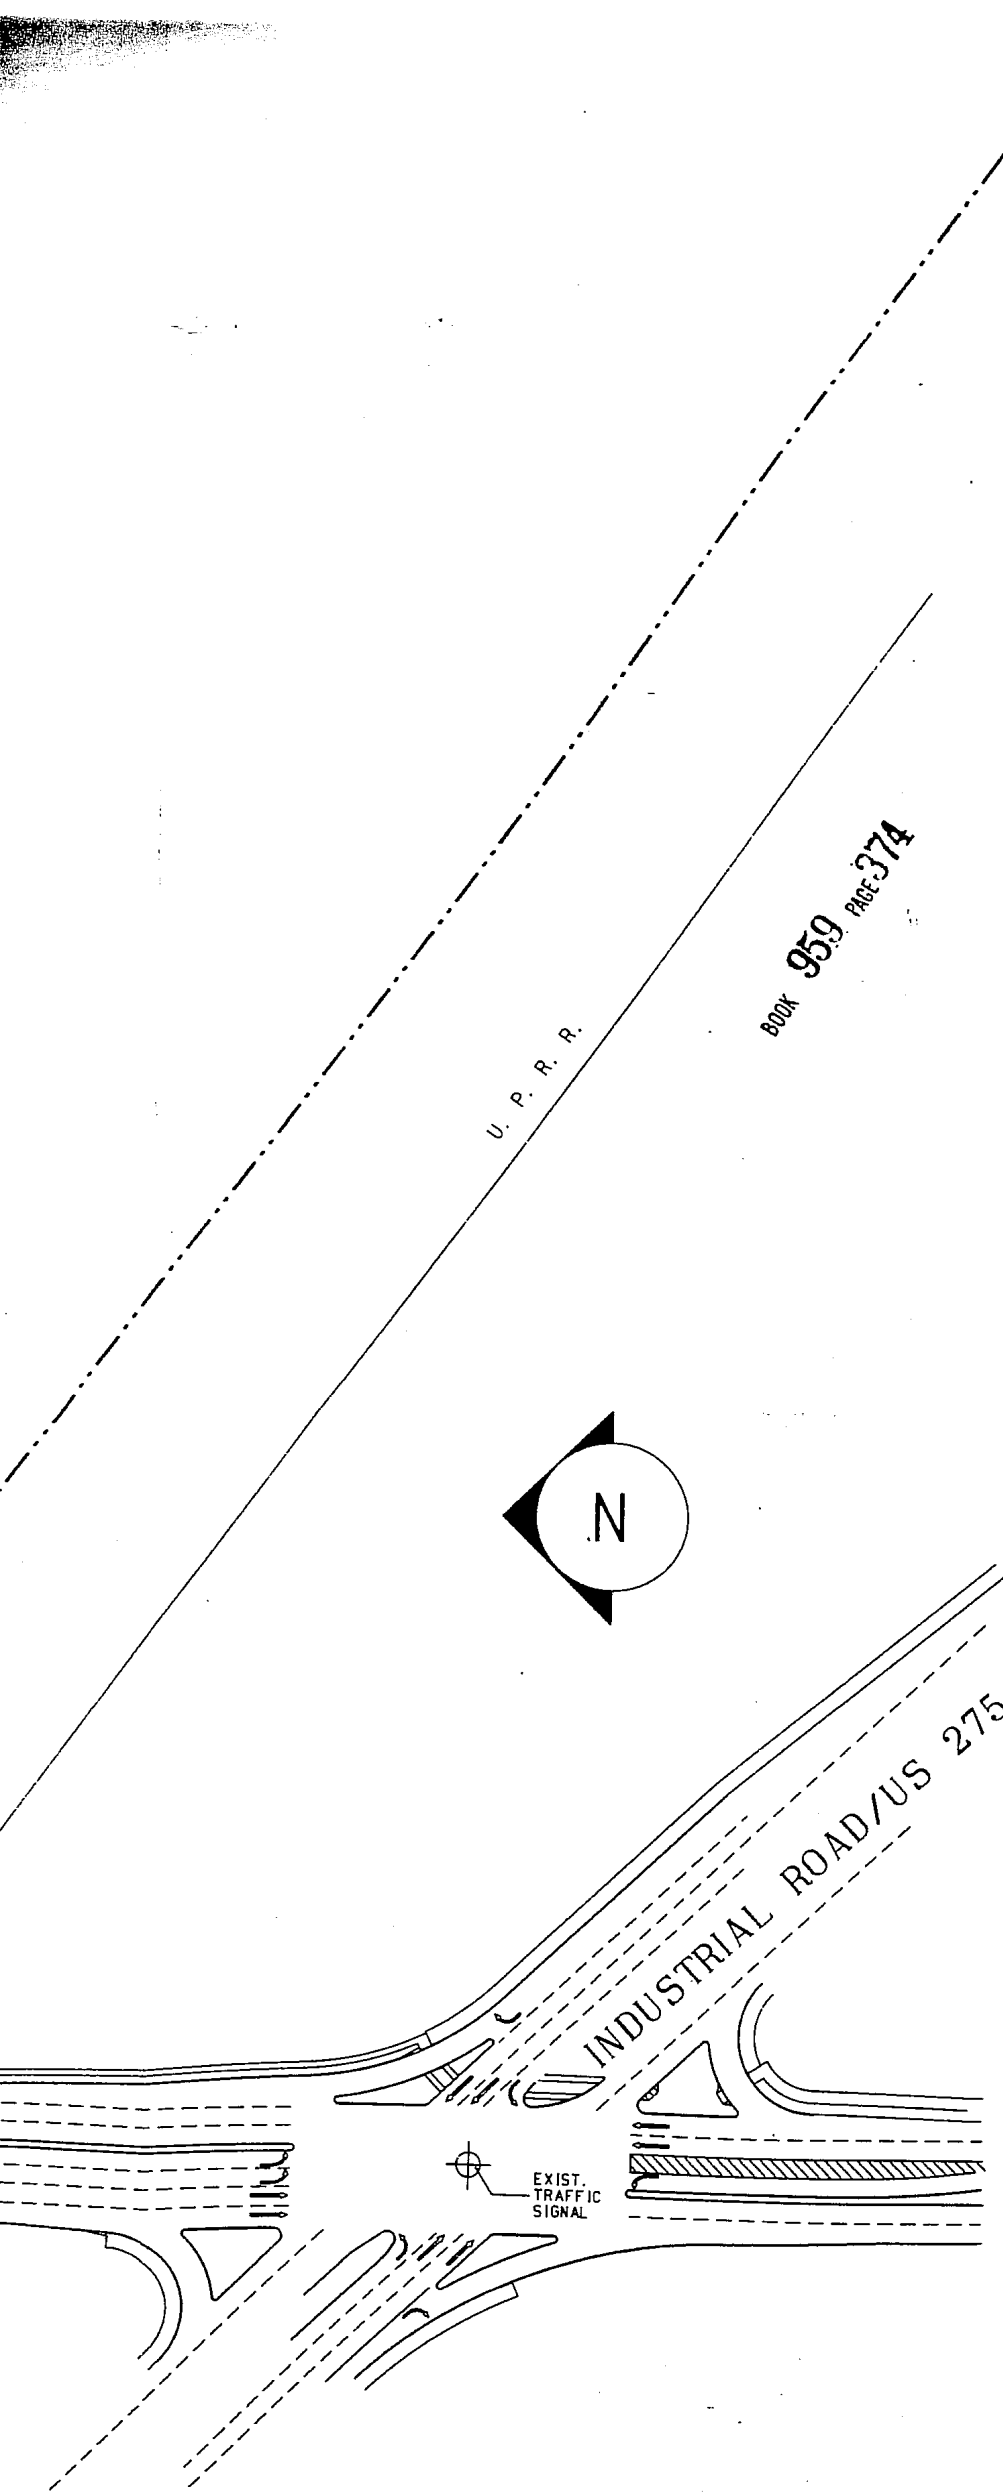 BOOK 959 PAGE 374
U. P. R. R.
N
INDUSTRIAL ROAD/US 275
EXIST.
TRAFFIC
SIGNAL